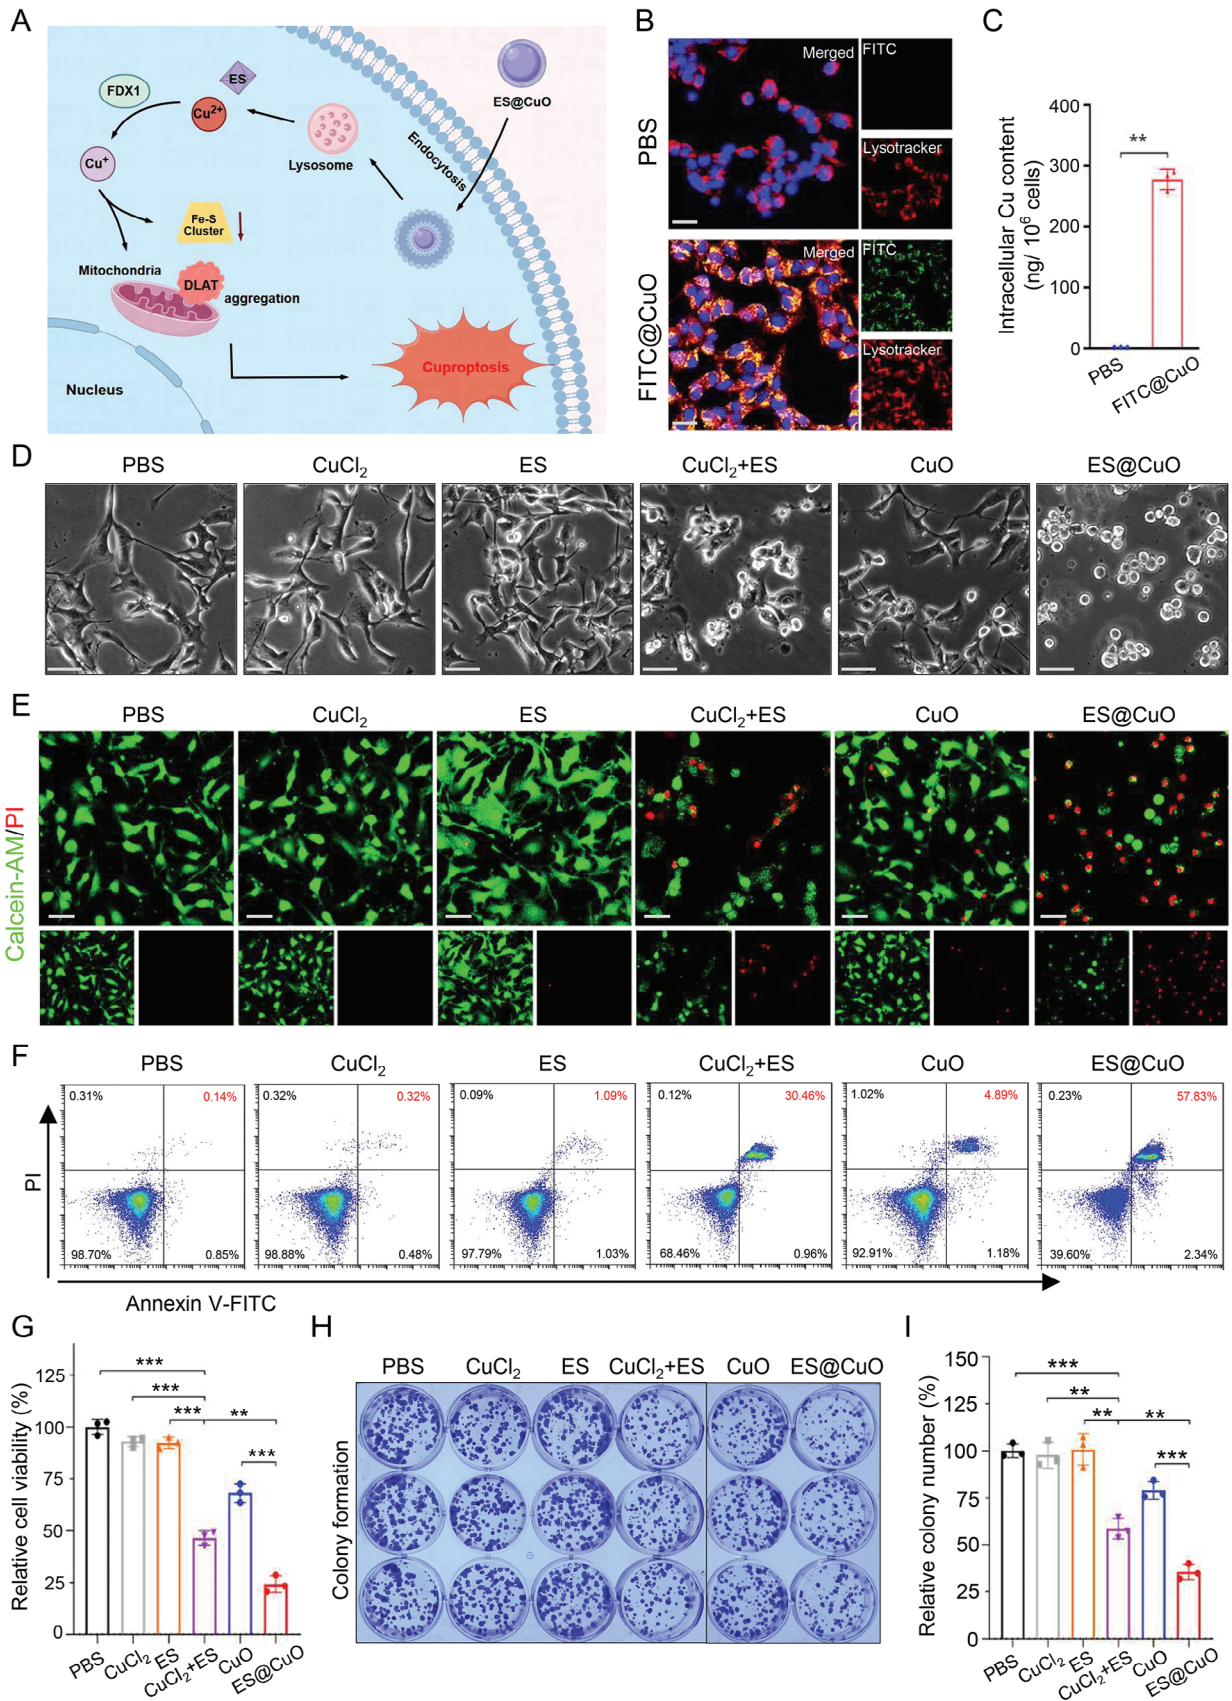 A
FDX1
ES
Cu2+
Cu+
Lysosome
Endocytosis
ES@CuO
Fe-S
Cluster
Mitochondria
DLAT
aggregation
Cuproptosis
Nucleus
B
PBS
Merged
FITC
Lysotracker
FITC@CuO
Merged
FITC
Lysotracker
C
Intracellular Cu content
(ng/ 10⁶ cells)
400
300
200
100
0
**
PBS
FITC@CuO
D
PBS CuCl₂ ES CuCl₂+ES CuO ES@CuO
E
PBS CuCl₂ ES CuCl₂+ES CuO ES@CuO
Calcein-AM/PI
F
PBS CuCl₂ ES CuCl₂+ES CuO ES@CuO
0.31% 0.14% 0.32% 0.32% 0.09% 1.09% 0.12% 30.46% 1.02% 4.89% 0.23% 57.83%
PI
98.70% 0.85% 98.88% 0.48% 97.79% 1.03% 68.46% 0.96% 92.91% 1.18% 39.60% 2.34%
Annexin V-FITC
G
Relative cell viability (%)
125
100
75
50
25
0
***
***
*** **
***
PBS
CuCl₂
ES
CuCl₂+ES
CuO
ES@CuO
H
PBS CuCl₂ ES CuCl₂+ES CuO ES@CuO
Colony formation
I
Relative colony number (%)
150
125
100
75
50
25
0
***
**
** **
***
PBS
CuCl₂
ES
CuCl₂+ES
CuO
ES@CuO